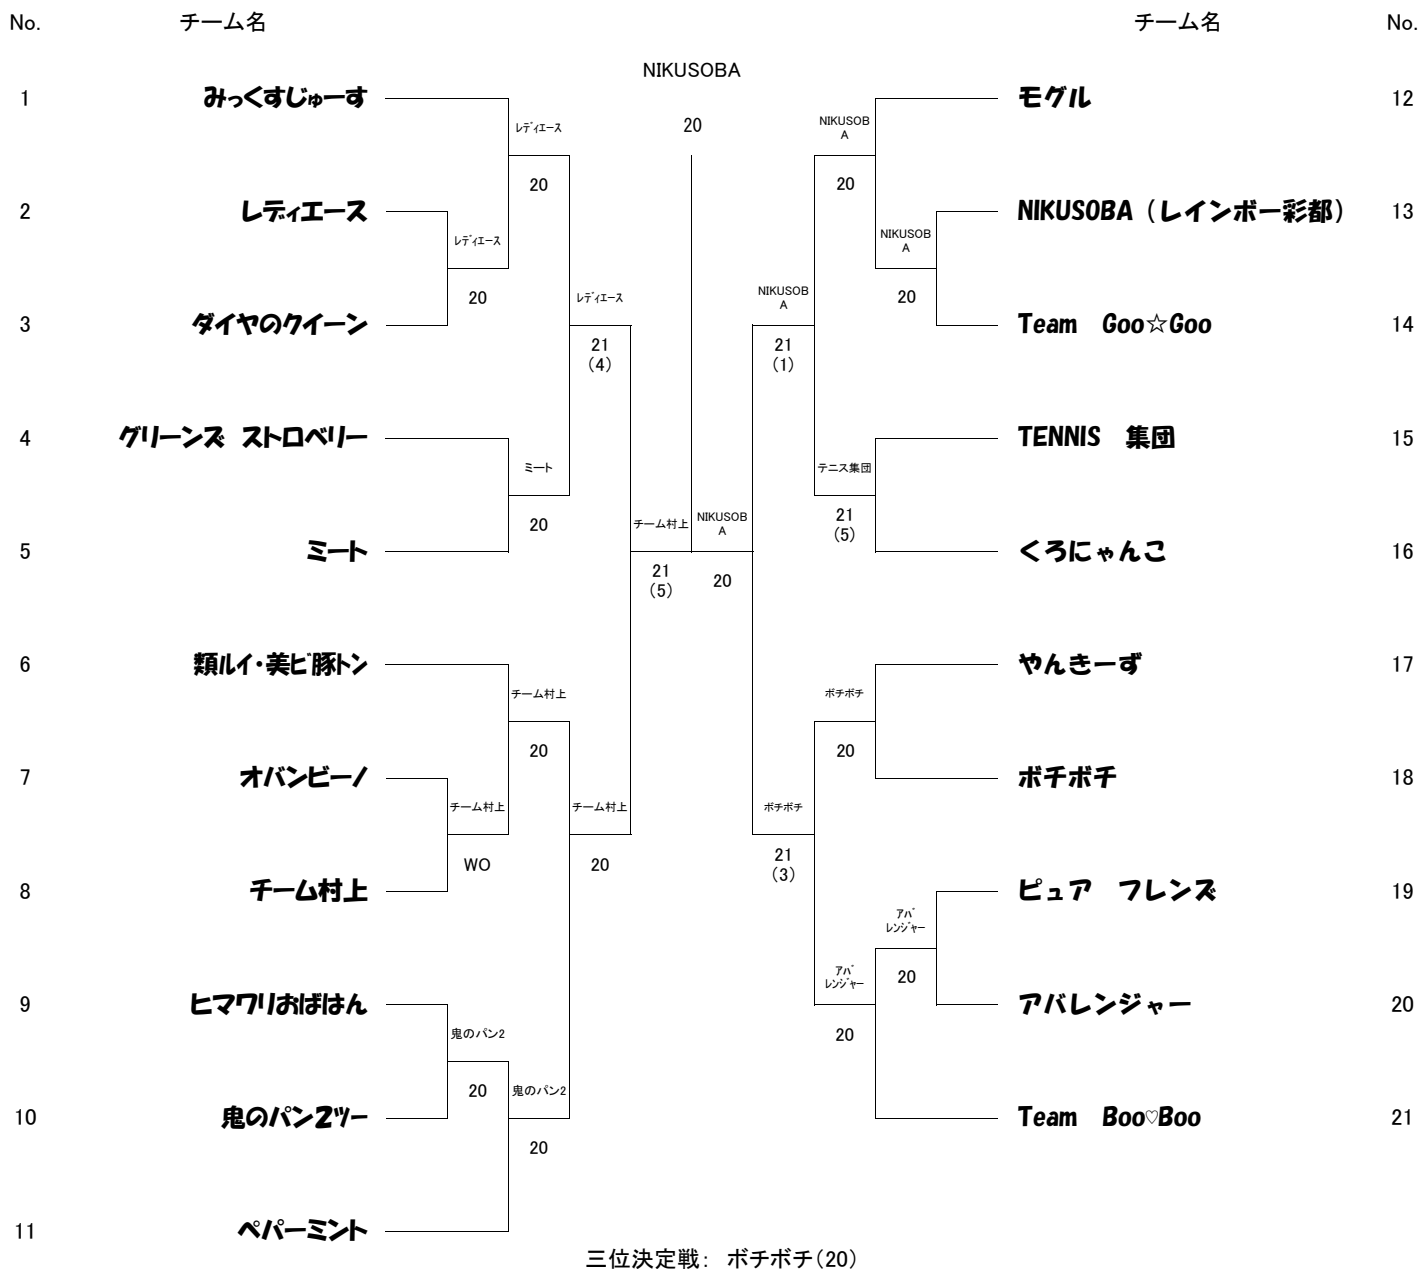 No. チーム名 チーム名 No.
NIKUSOBA
1 みっくすじゅーす モグル 12
20
レディエース
NIKUSOB
A
20
20
2 レディエース NIKUSOBA（レインボー彩都） 13
レディエース
NIKUSOB
A
20
20
レディエース
NIKUSOB
A
3 ダイヤのクイーン Team Goo☆Goo 14
21
(4)
21
(1)
4 グリーンズ ストロベリー TENNIS 集団 15
ミート
テニス集団
20
21
(5)
チーム村上
NIKUSOB
A
5 ミート くろにゃんこ 16
21
(5)
20
6 類ルイ・美ビ豚トン やんきーず 17
チーム村上
ボチボチ
20
20
7 オバンビーノ ボチボチ 18
チーム村上
チーム村上
ボチボチ
WO
20
21
(3)
8 チーム村上 ピュア フレンズ 19
アバ
レンジャー
アバ
レンジャー
20
9 ヒマワリおばはん アバレンジャー 20
鬼のパン2
20
20
鬼のパン2
10 鬼のパン2ツー Team Boo♡Boo 21
20
11 ペパーミント
三位決定戦： ボチボチ（20）